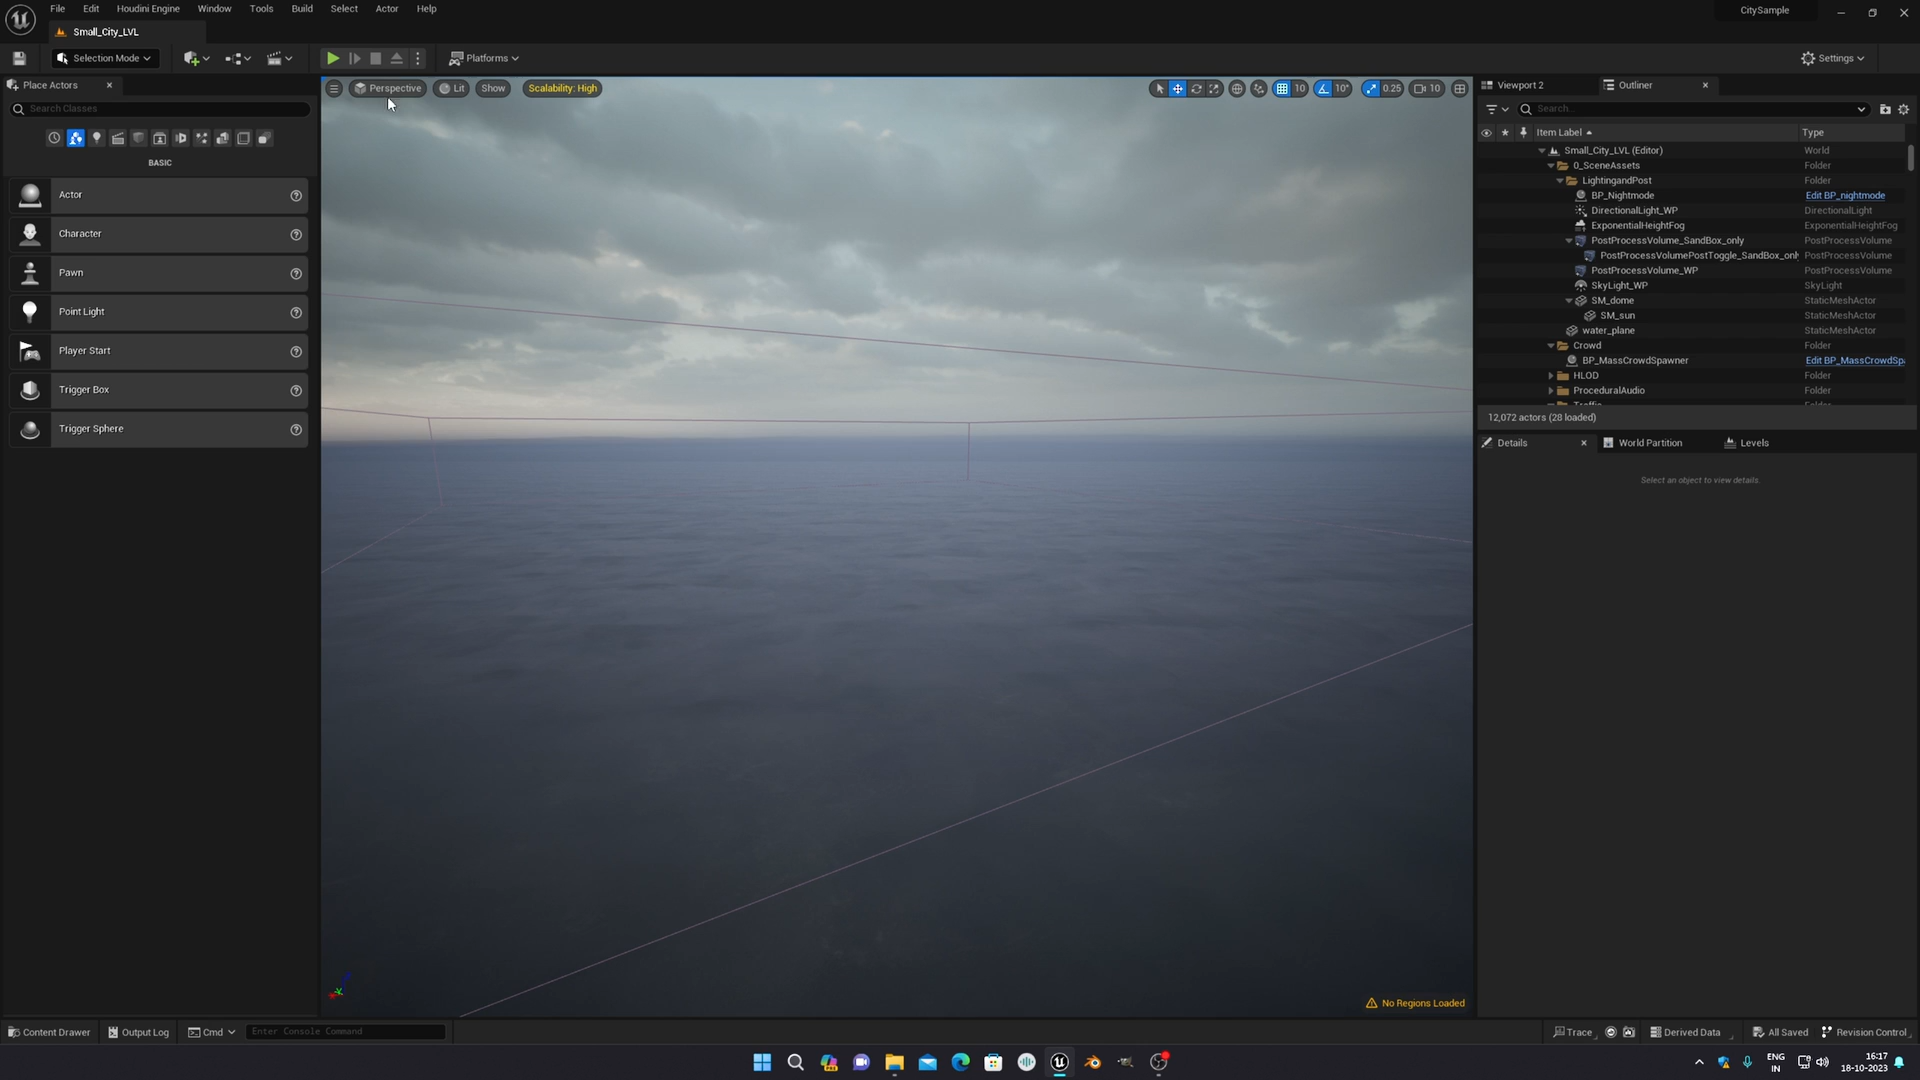 File Edit Houdini Engine Window Tools Build Select Actor Help
CitySample
Small_City_LVL
Selection Mode
Platforms
Settings
Place Actors
Search Classes
BASIC
Actor
Character
Pawn
Point Light
Player Start
Trigger Box
Trigger Sphere
Perspective Lit Show Scalability: High
10 10° 0.25 10
Viewport 2 Outliner
Search...
Item Label Type
Small_City_LVL (Editor) World
0_SceneAssets Folder
LightingandPost Folder
BP_Nightmode Edit BP_nightmode
DirectionalLight_WP DirectionalLight
ExponentialHeightFog ExponentialHeightFog
PostProcessVolume_SandBox_only PostProcessVolume
PostProcessVolumePostToggle_SandBox_onl PostProcessVolume
PostProcessVolume_WP PostProcessVolume
SkyLight_WP SkyLight
SM_dome StaticMeshActor
SM_sun StaticMeshActor
water_plane StaticMeshActor
Crowd Folder
BP_MassCrowdSpawner Edit BP_MassCrowdSp
HLOD Folder
ProceduralAudio Folder
12,072 actors (28 loaded)
Details World Partition Levels
Select an object to view details.
No Regions Loaded
Content Drawer Output Log Cmd Enter Console Command
Trace Derived Data All Saved Revision Control
ENG
IN
16:17
18-10-2023